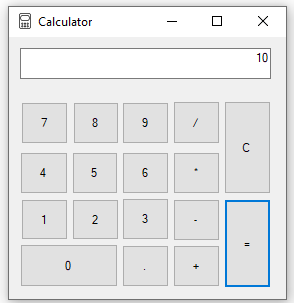 Calculator
10
7 8 9 / C
4 5 6 *
1 2 3 - =
0 . +